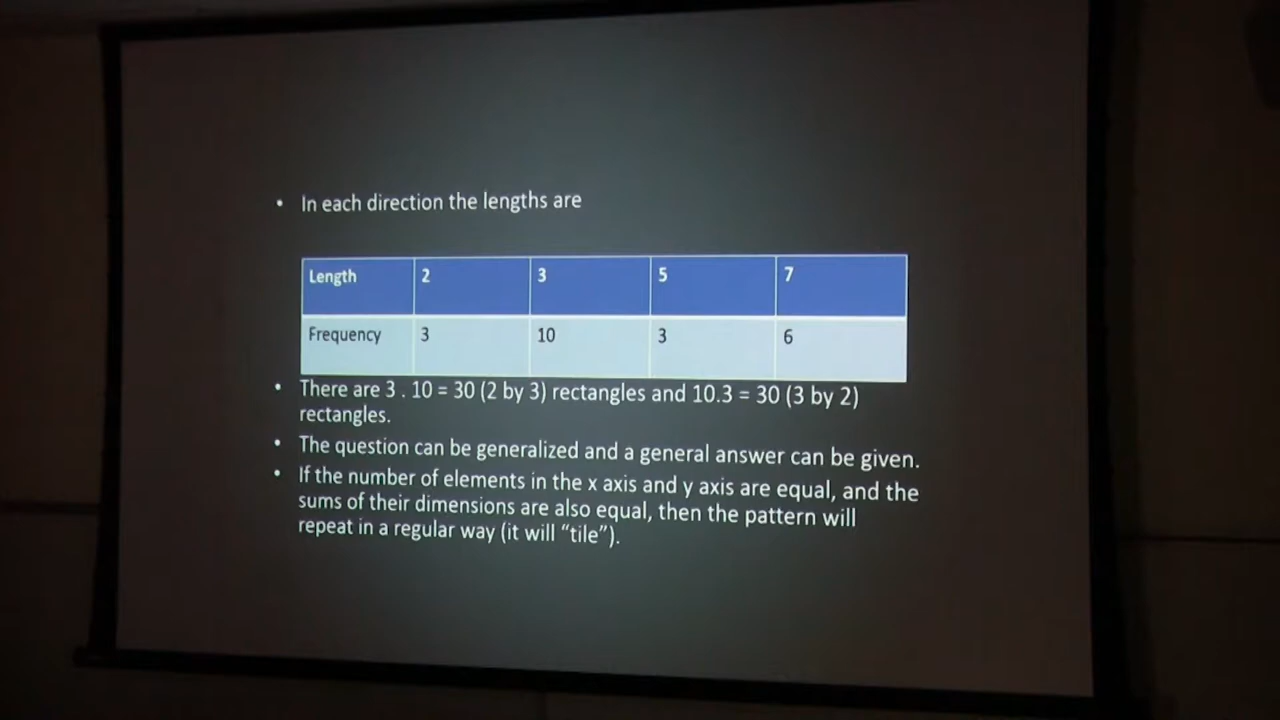 • In each direction the lengths are
Length 2 3 5 7
Frequency 3 10 3 6
• There are 3 . 10 = 30 (2 by 3) rectangles and 10.3 = 30 (3 by 2)
rectangles.
• The question can be generalized and a general answer can be given.
• If the number of elements in the x axis and y axis are equal, and the
sums of their dimensions are also equal, then the pattern will
repeat in a regular way (it will “tile”).